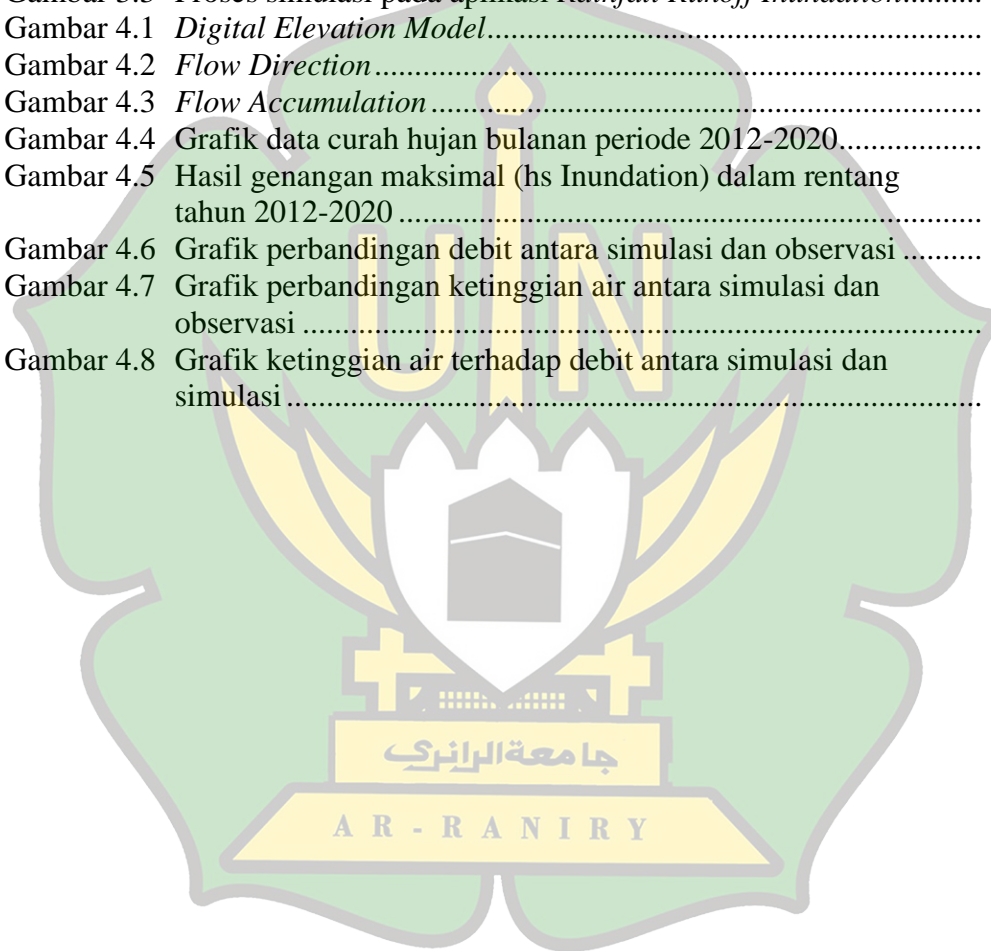 Gambar 3.3 Proses simulasi pada aplikasi Rainfall Runoff Inundation..........
Gambar 4.1 Digital Elevation Model.....................................................
Gambar 4.2 Flow Direction.................................................................
Gambar 4.3 Flow Accumulation...........................................................
Gambar 4.4 Grafik data curah hujan bulanan periode 2012-2020...............
Gambar 4.5 Hasil genangan maksimal (hs Inundation) dalam rentang
tahun 2012-2020..............................................................
Gambar 4.6 Grafik perbandingan debit antara simulasi dan observasi..........
Gambar 4.7 Grafik perbandingan ketinggian air antara simulasi dan
observasi........................................................................
Gambar 4.8 Grafik ketinggian air terhadap debit antara simulasi dan
simulasi..........................................................................
UIN
جامعةالرانري
AR-RANIRY